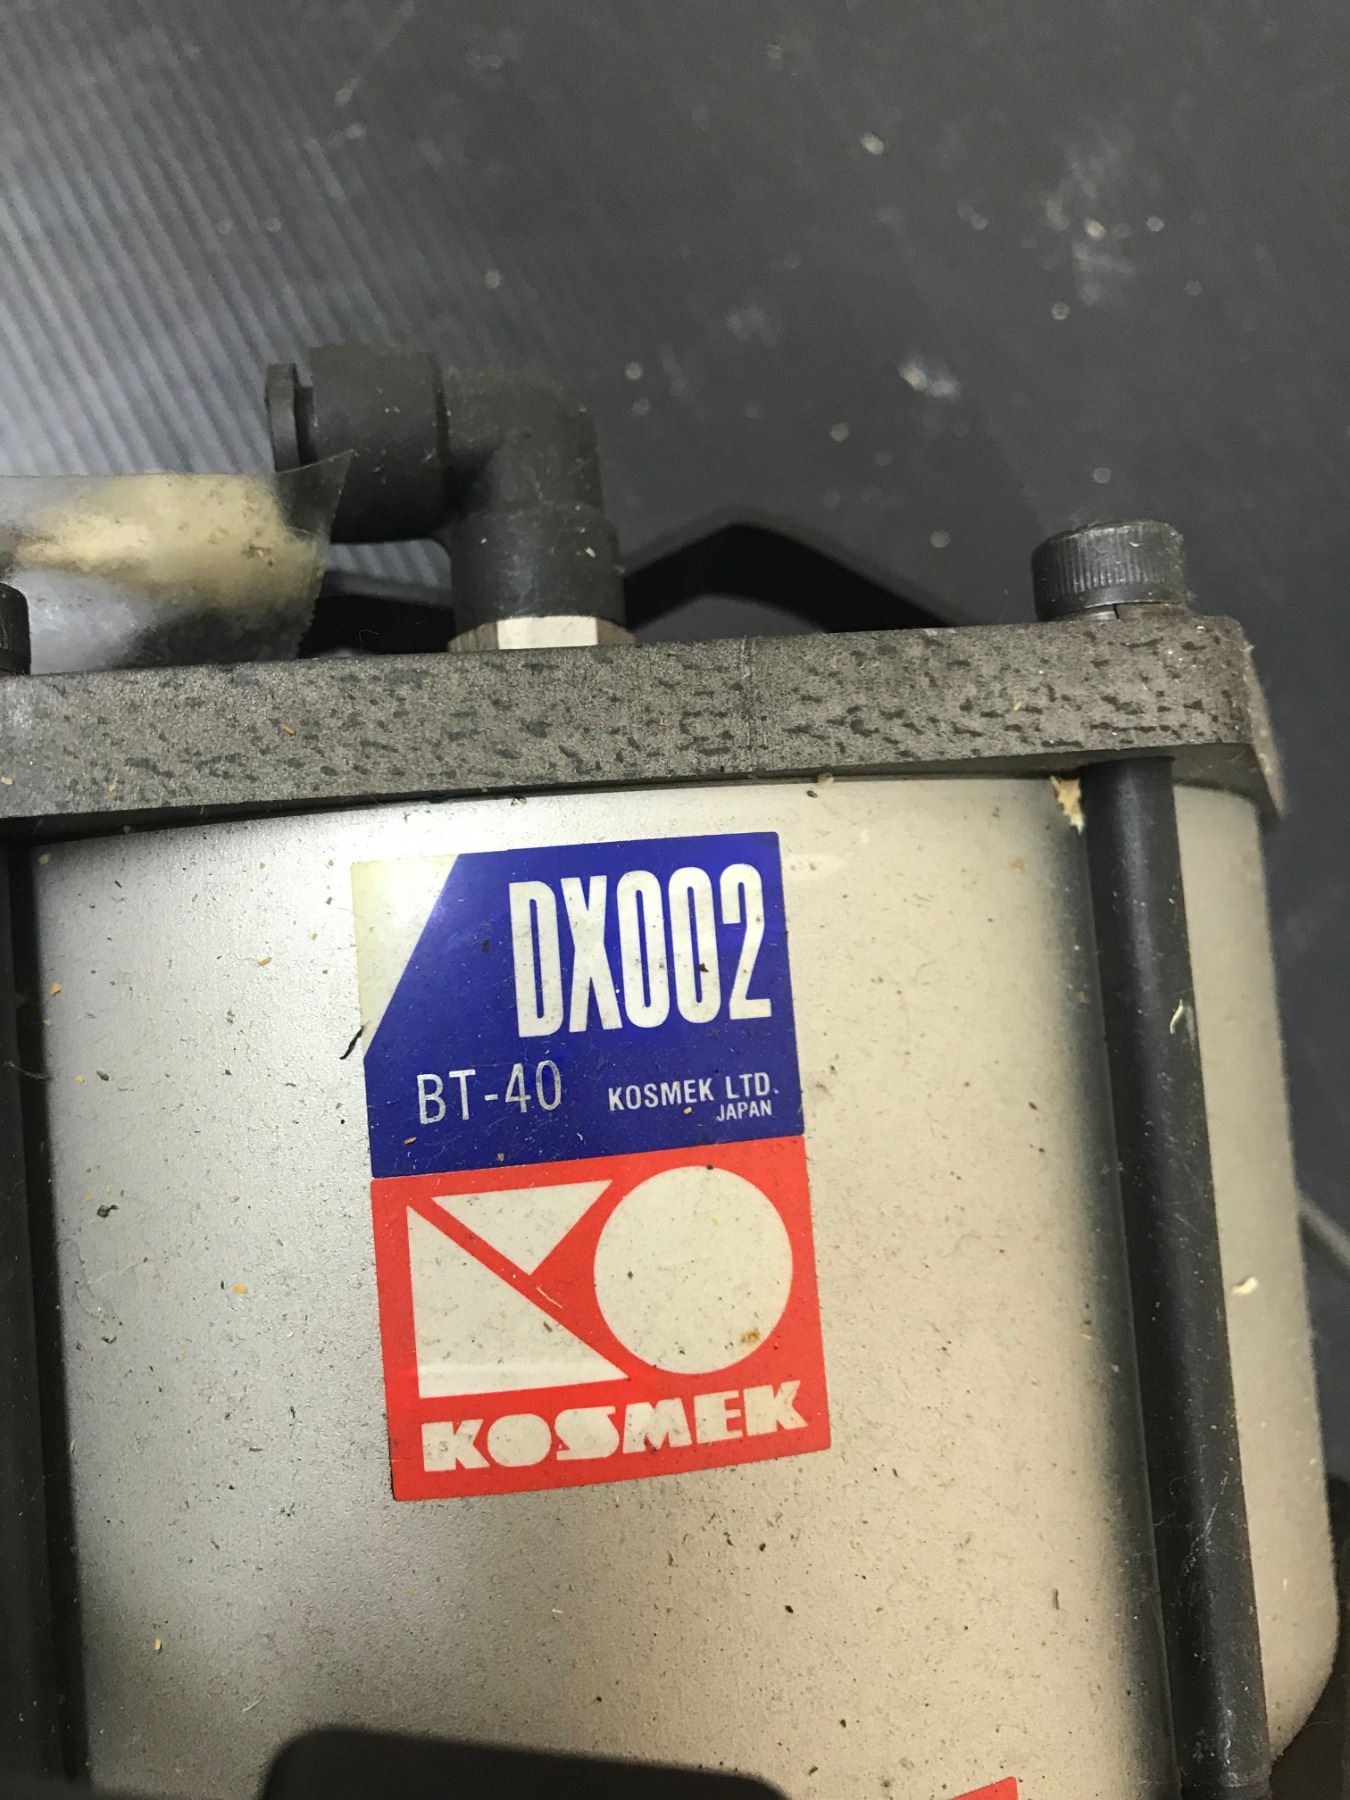 DX002
BT-40
KOSMEK LTD.
JAPAN
KOSMEK